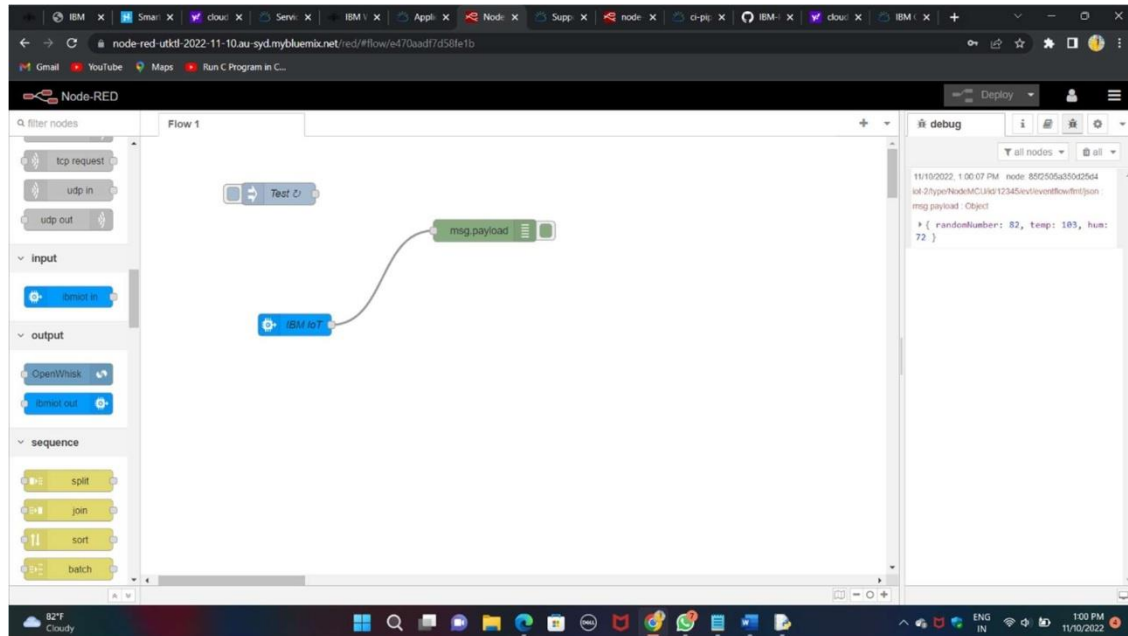 IBM
Smar
cloud
Servic
IBM V
Applic
Node
Supp
node
ci-pip
IBM-
cloud
IBM C
node-red-utktl-2022-11-10.au-syd.mybluemix.net/red/#flow/e470aadf7d58fe1b
Gmail YouTube Maps Run C Program in C...
Node-RED
Deploy
filter nodes
Flow 1
debug
i
all nodes
all
tcp request
udp in
udp out
input
ibmiot in
output
OpenWhisk
ibmiot out
sequence
split
join
sort
batch
Test ↻
msg.payload
IBM IoT
11/10/2022, 1:00:07 PM node: 85f2505a350d25d4
iot-2/type/NodeMCU/id/12345/evt/eventflow/fmt/json :
msg.payload : Object
{ randomNumber: 82, temp: 103, hum:
72 }
82°F
Cloudy
DELL
ENG
IN
1:00 PM
11/10/2022
4